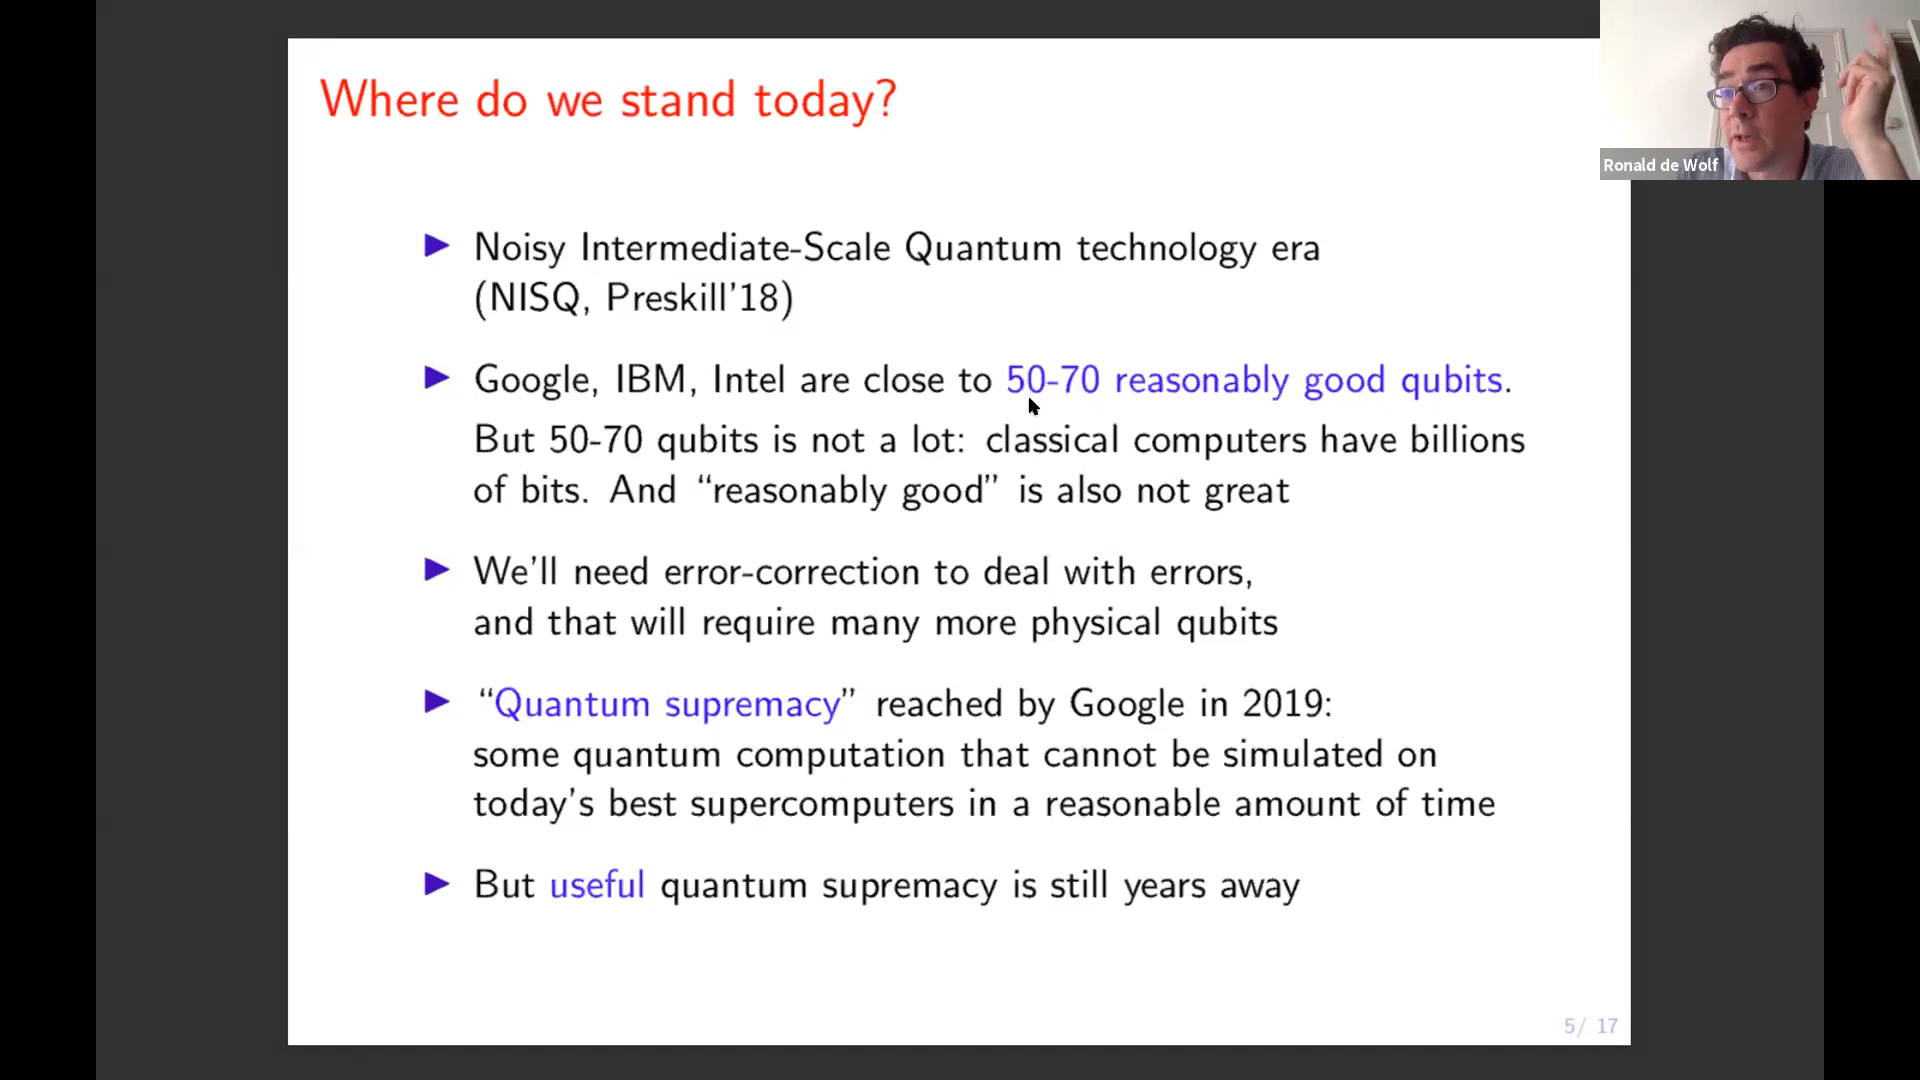 Where do we stand today?
Ronald de Wolf
Noisy Intermediate-Scale Quantum technology era
(NISQ, Preskill'18)
Google, IBM, Intel are close to 50-70 reasonably good qubits.
But 50-70 qubits is not a lot: classical computers have billions
of bits. And “reasonably good” is also not great
We'll need error-correction to deal with errors,
and that will require many more physical qubits
“Quantum supremacy” reached by Google in 2019:
some quantum computation that cannot be simulated on
today's best supercomputers in a reasonable amount of time
But useful quantum supremacy is still years away
5/ 17